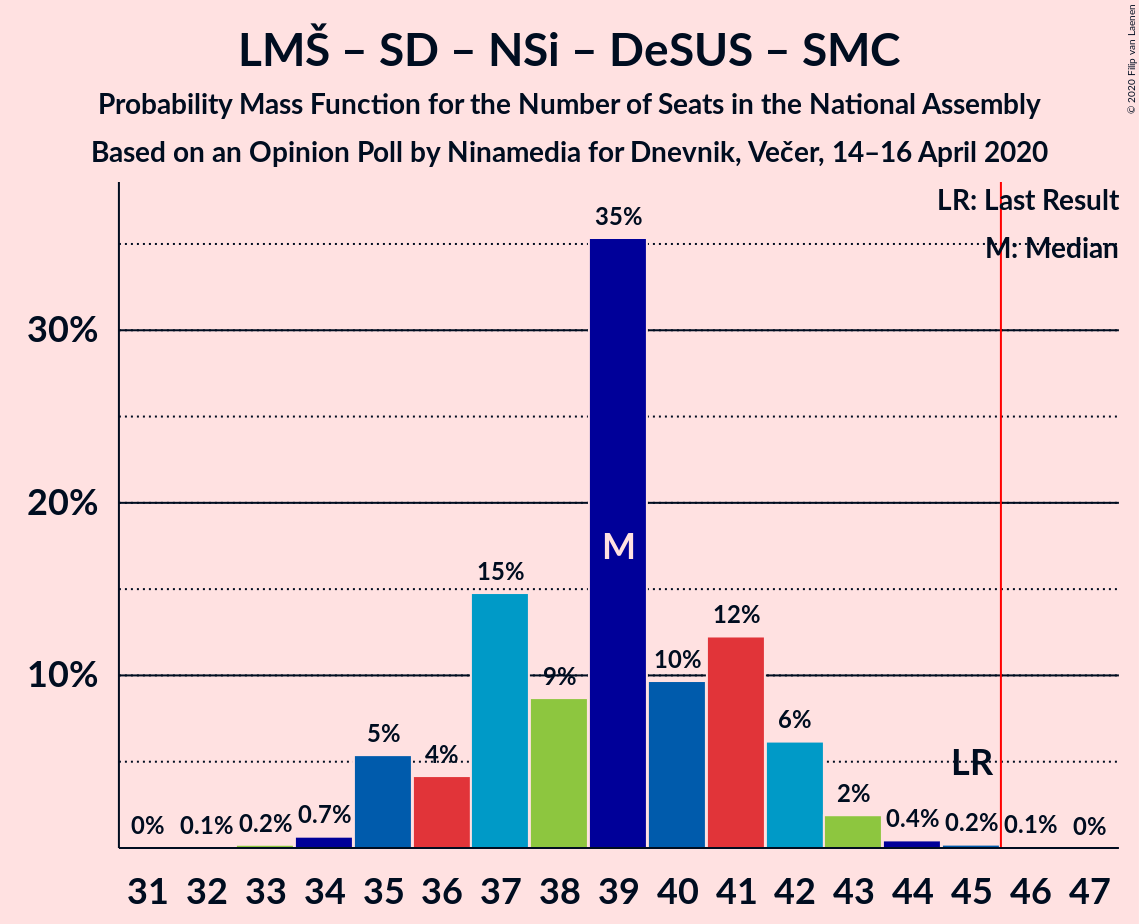 LMŠ – SD – NSi – DeSUS – SMC
Probability Mass Function for the Number of Seats in the National Assembly
Based on an Opinion Poll by Ninamedia for Dnevnik, Večer, 14–16 April 2020
© 2020 Filip van Laenen
LR: Last Result
M: Median
30%
20%
10%
0%
0.1%
0.2%
0.7%
5%
4%
15%
9%
35%
M
10%
12%
6%
2%
0.4%
0.2%
LR
0.1%
0%
31 32 33 34 35 36 37 38 39 40 41 42 43 44 45 46 47